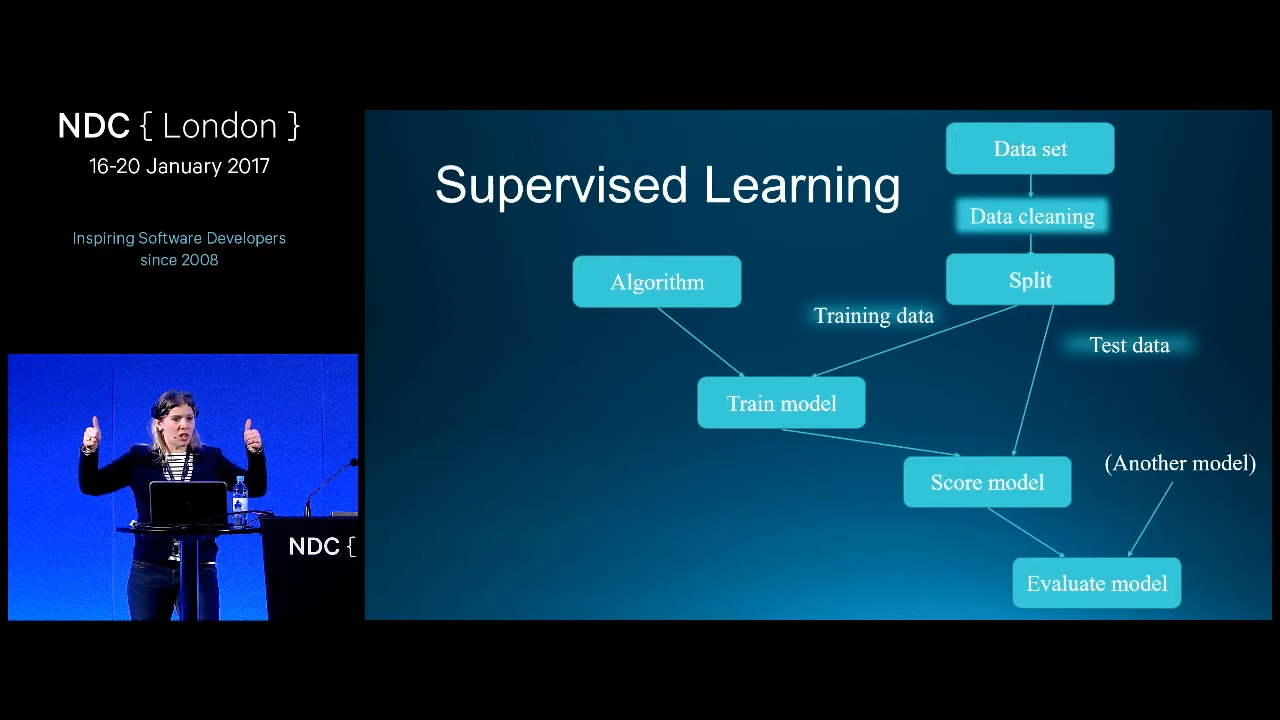 NDC { London }
16-20 January 2017
Inspiring Software Developers
since 2008
NDC {
Supervised Learning
Data set
Data cleaning
Split
Algorithm
Training data
Test data
Train model
Score model
(Another model)
Evaluate model